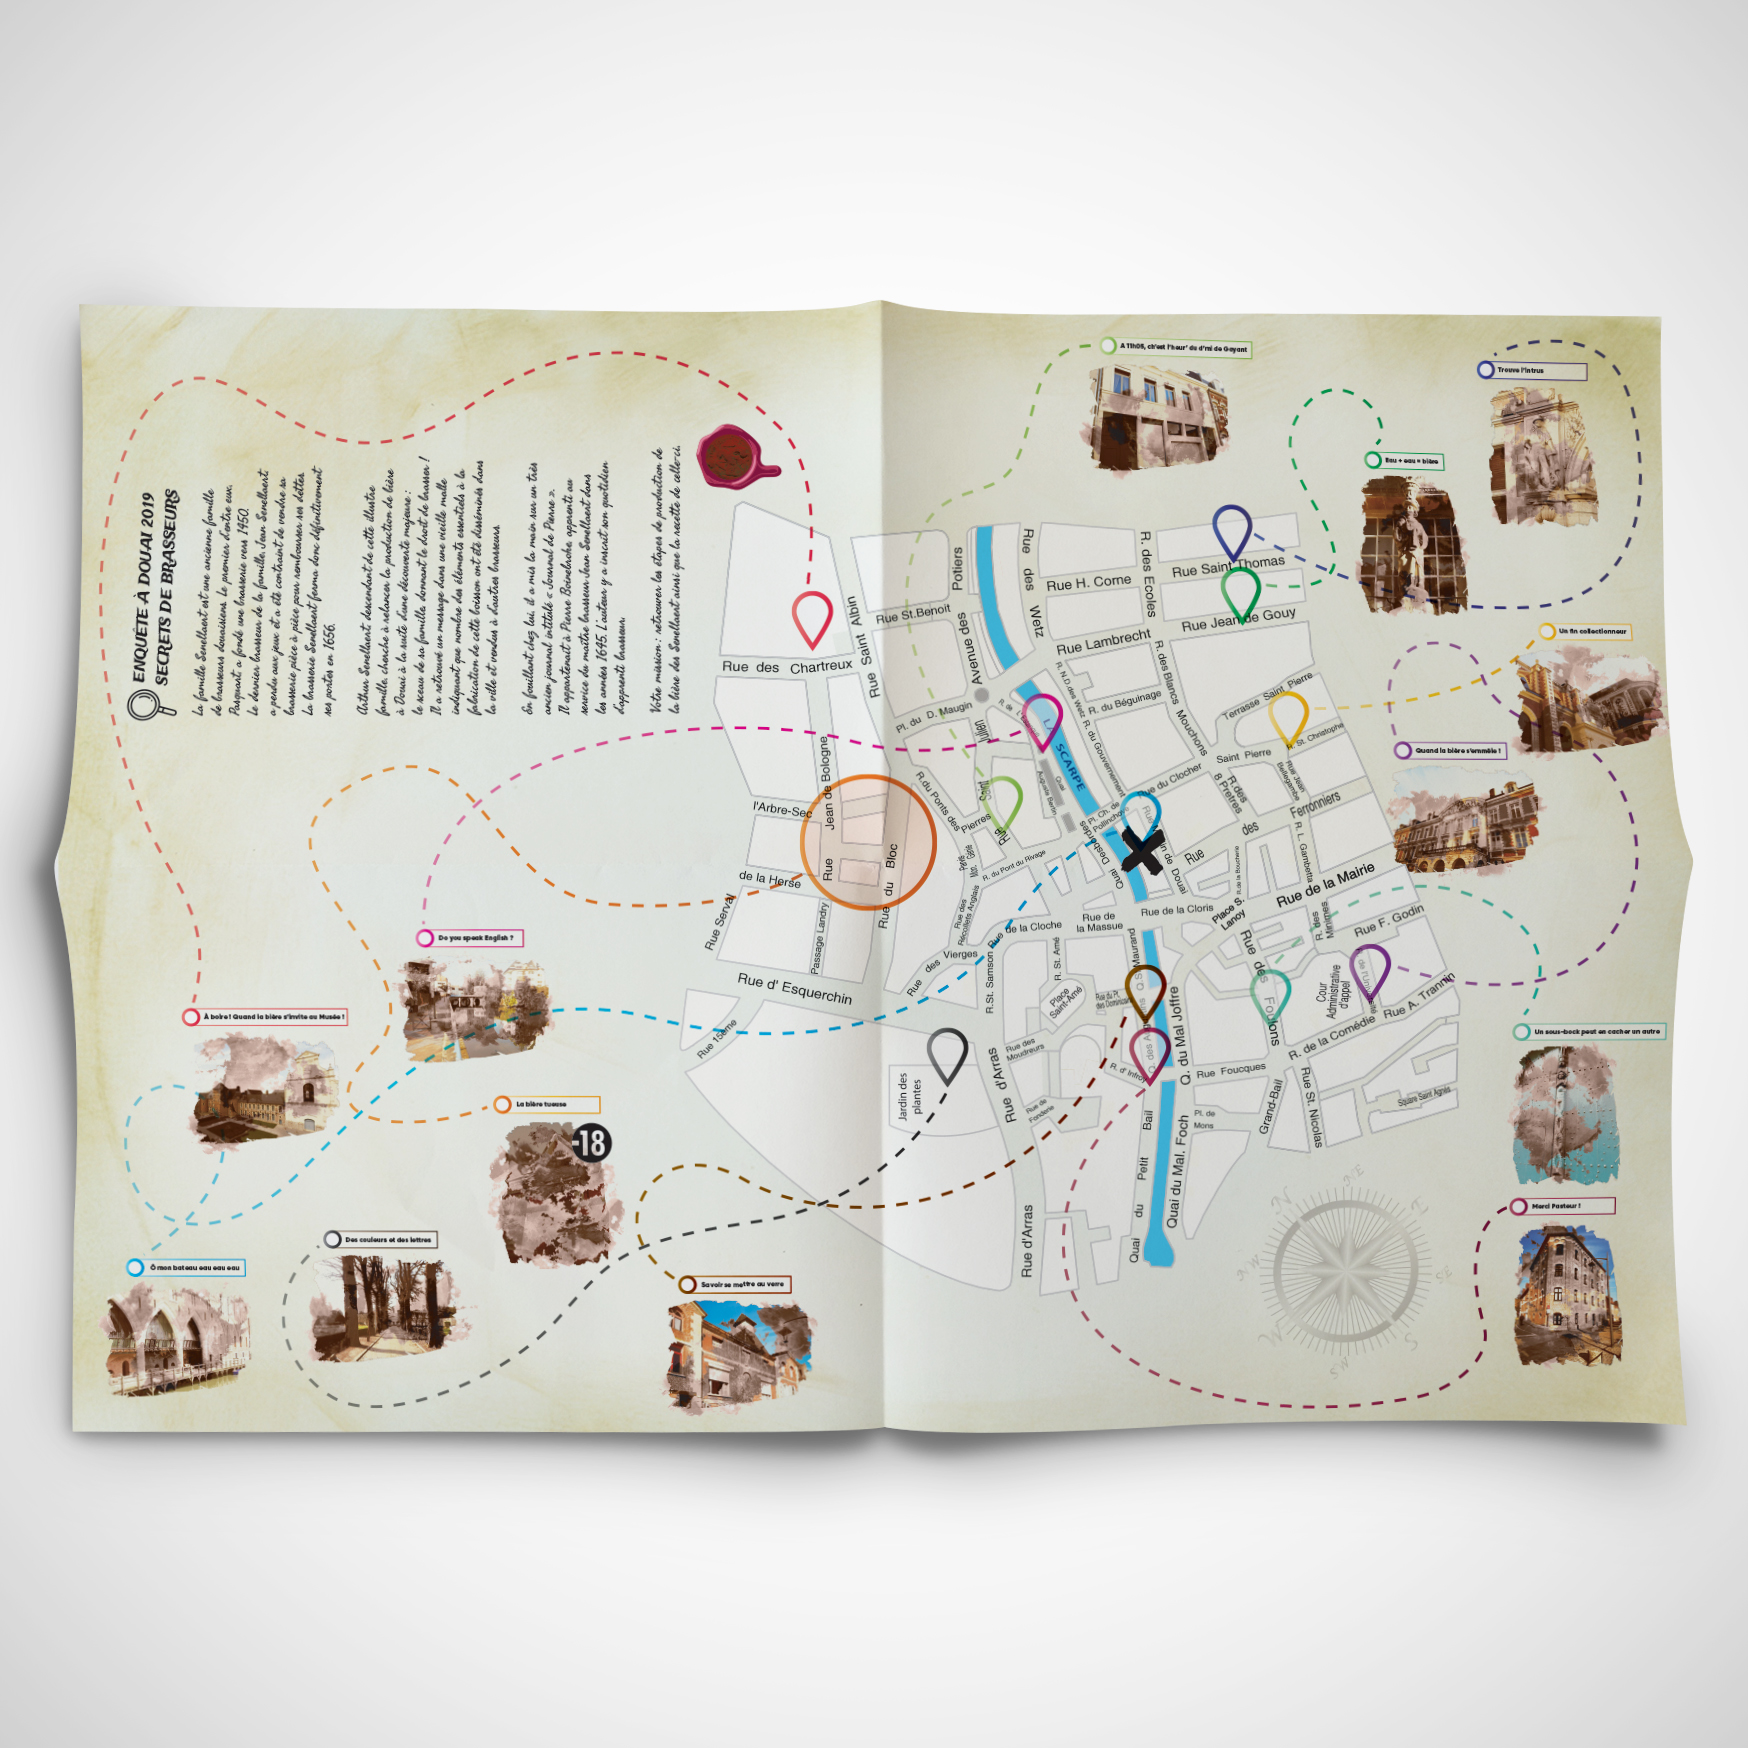 ENQUÊTE À DOUAI 2019
SECRETS DE BRASSEURS
La famille Senellaert est une ancienne famille
de brasseurs douaisiens, le premier d'entre eux,
Pasquant a fondé une brasserie vers 1450.
Le dernier brasseur de la famille, Jean Senellaert
a perdu aux jeux et a été contraint de vendre sa
brasserie pièce à pièce pour rembourser ses dettes.
La brasserie Senellaert ferma donc définitivement
ses portes en 1656.
Arthur Senellaert, descendant de cette illustre
famille, cherche à relancer la production de bière
à Douai à la suite d'une découverte majeure :
le sceau de sa famille, donnant le droit de brasser !
Il a retrouvé un message dans une vieille malle
indiquant que nombre des éléments essentiels à la
fabrication de cette boisson ont été disséminés dans
la ville et vendus à d'autres brasseurs.
En fouillant chez lui, il a mis la main sur un très
ancien journal intitulé « Journal de Pierre ».
Il appartenait à Pierre Boinebroke, apprenti au
service du maître brasseur Jean Senellaert dans
les années 1645. L'auteur y a inscrit son quotidien
d'apprenti brasseur.
Votre mission : retrouver les étapes de production de
la bière des Senellaert ainsi que la recette de celle-ci.
A 11h05, ch'est l'heur' du d'mi de Gayant
Trouve l'intrus
Eau + eau = bière
Un fin collectionneur
Quand la bière s'emmêle !
Do you speak English ?
À boire ! Quand la bière s'invite au Musée !
Un sous-bock peut en cacher un autre
La bière tueuse
-18
Merci Pasteur !
Des couleurs et des lettres
Ô mon bateau eau eau eau
Savoir se mettre au verre
Potiers
Avenue des
Rue des Wetz
R. des Ecoles
Rue H. Corne
Rue Saint Thomas
Rue Jean de Gouy
Rue St.Benoit
Rue Saint Albin
Rue des Chartreux
Rue Lambrecht
R. des Blancs Mouchons
R. N.D. des Wetz
R. du Béguinage
R. du Gouvernement
Terrasse Saint Pierre
R. St. Christophe
Saint Pierre
Pl. du D. Maugin
LA SCARPE
Quai
Auguste Bertin
Rue du Clocher
R. des
8 Prêtres
Rue Jean
Bellegambe
Rue des Ferronniers
Rue Jean de Bologne
l'Arbre-Sec
R.du Ponts des Pierres
Rue Saint Julien
Pl. Ch. de
Pollinchove
Quai Desbordes
R. du Pont du Rivage
R. L. Gambetta
R.de la Boucherie
Rue du Bloc
de la Herse
Rue Serval
Passage Landry
Rue des
Récollets Anglais
Rue de la Cloche
Rue de
la Massue
Rue de la Cloris
Place S.
Lanoy
Rue de la Mairie
R. des
Minimes
Rue F. Godin
Rue des Vierges
R.St. Samson
R. St. Amé
Place
Saint-Amé
Rue d' Esquerchin
Rue 15ème
Jardin des
plantes
Rue des
Moudreurs
Rue d'Arras
Rue de
Fonderie
R. d' Infroy
Q. du Mal Joffre
Rue des Foulons
Cour
Administrative
d'appel
Rue A. Trannin
R. de la Comédie
Rue Foucques
Grand-Bail
Rue St. Nicolas
Square Saint Agnès
Pl. de
Mons
Quai du Petit Bail
Quai du Mal. Foch
Rue d'Arras
N
NE
E
SE
S
SW
W
NW